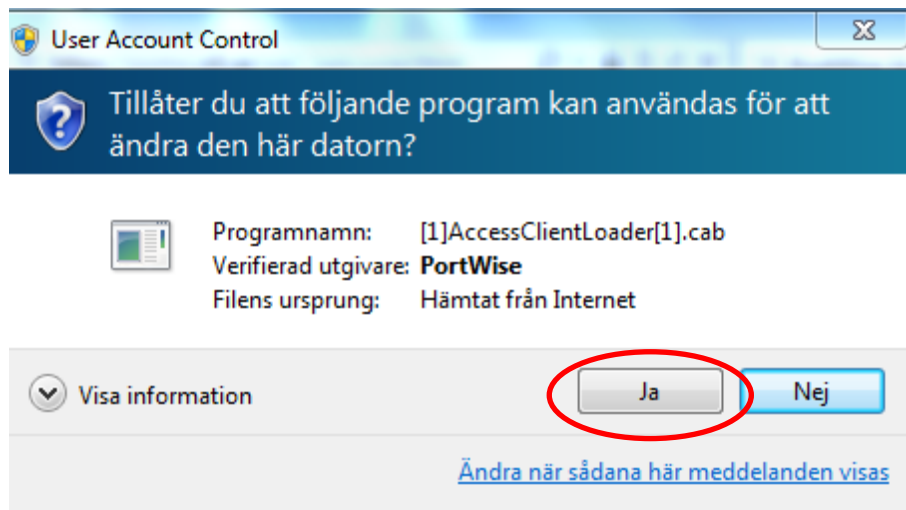 User Account Control
Tillåter du att följande program kan användas för att
ändra den här datorn?
Programnamn: [1]AccessClientLoader[1].cab
Verifierad utgivare: PortWise
Filens ursprung: Hämtat från Internet
Visa information Ja Nej
Ändra när sådana här meddelanden visas